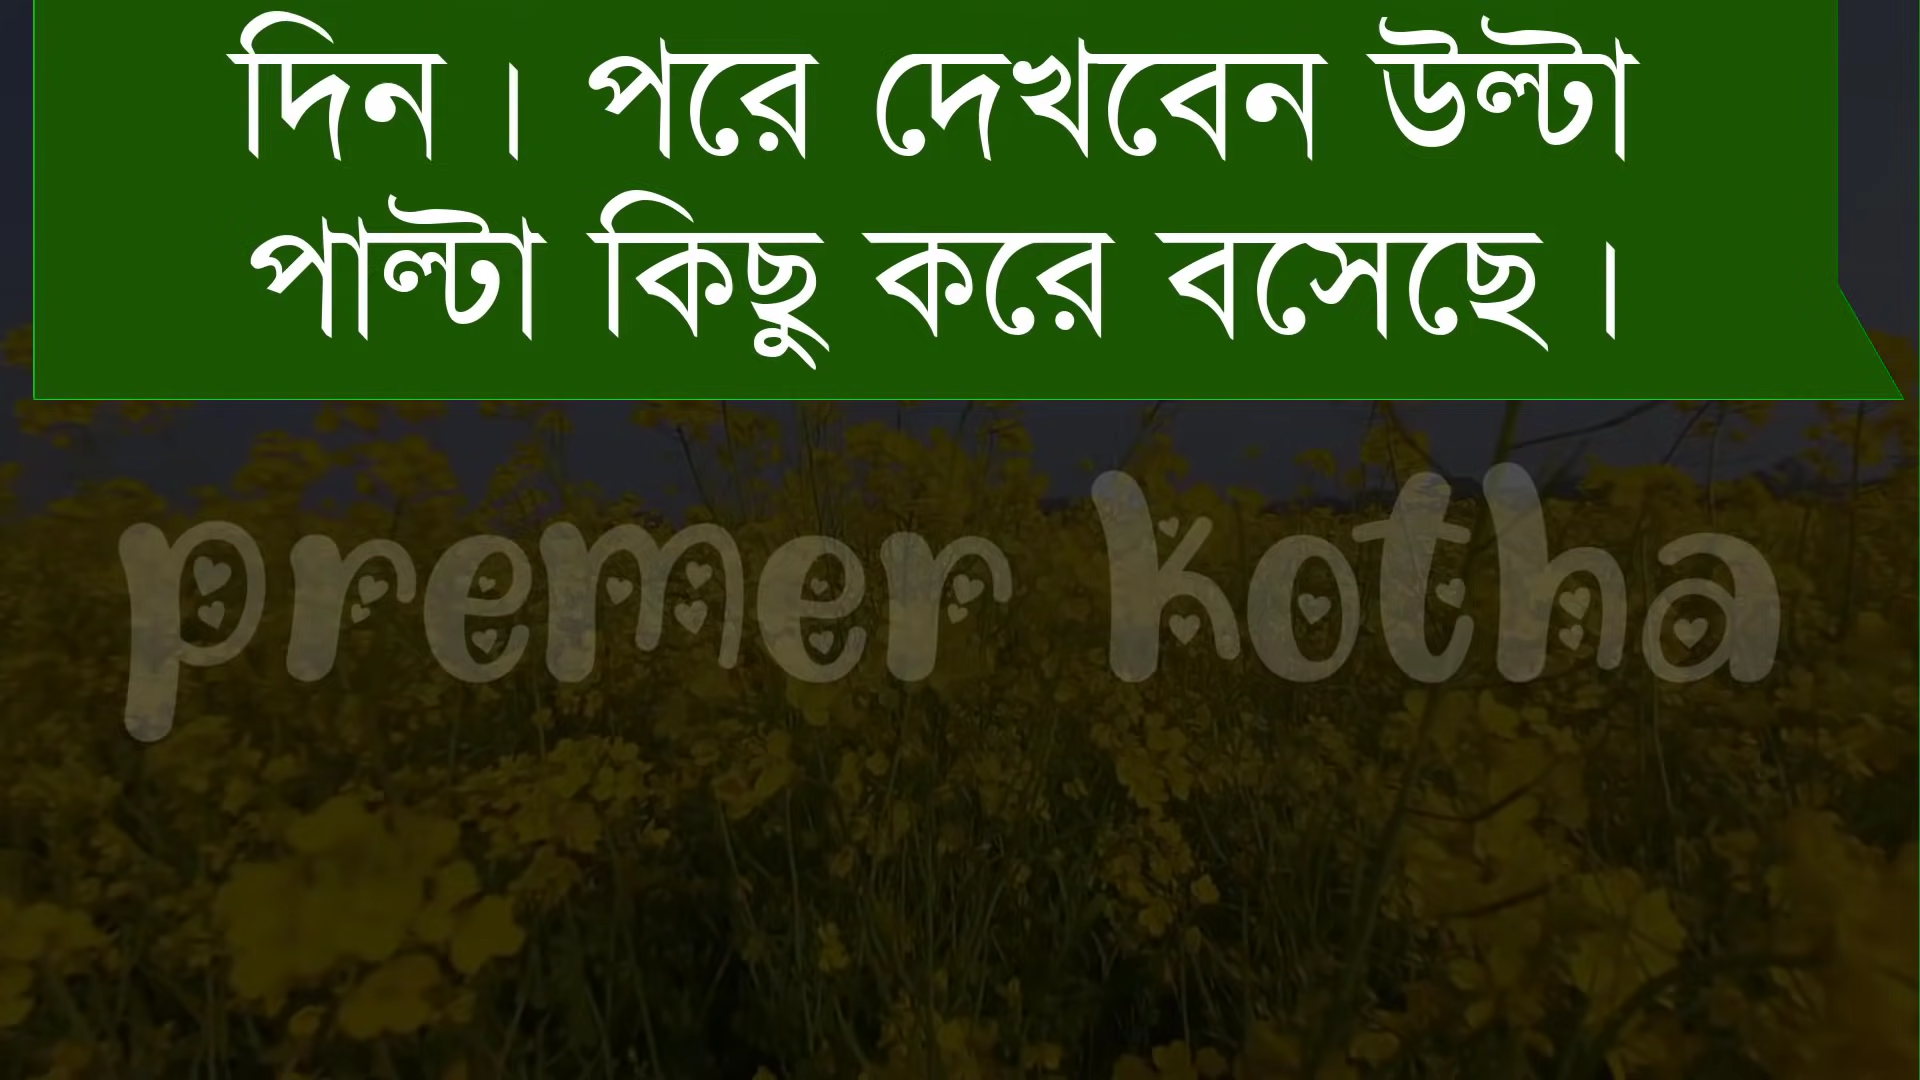 দিন। পরে দেখবেন উল্টা
পাল্টা কিছু করে বসেছে।
premer kotha